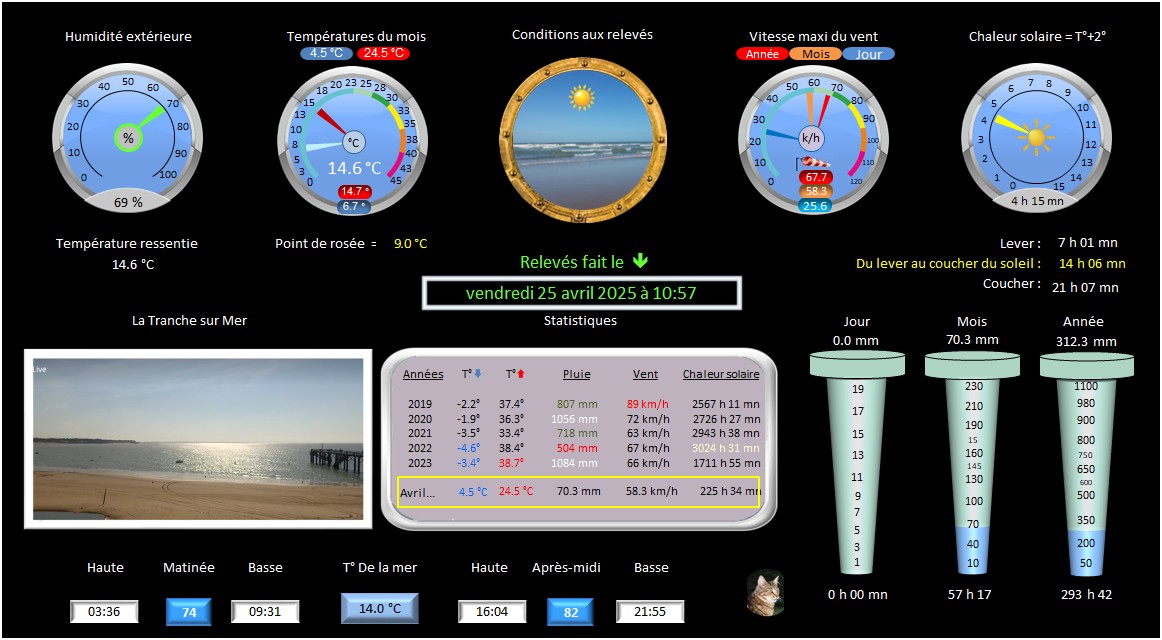 Humidité extérieure
Températures du mois
Conditions aux relevés
Vitesse maxi du vent
Chaleur solaire = T°+2°
4.5 °C 24.5 °C
Année Mois Jour
0 10 20 30 40 50 60 70 80 90 100
%
69 %
0 3 5 8 10 13 15 18 20 23 25 28 30 33 35 38 40 43 45
°C
14.6 °C
14.7 °
6.7 °
0 10 20 30 40 50 60 70 80 90 100 110 120
k/h
67.7
58.3
25.6
0 1 2 3 4 5 6 7 8 9 10 11 12 13 14 15
4 h 15 mn
Température ressentie
14.6 °C
Point de rosée = 9.0 °C
Relevés fait le
vendredi 25 avril 2025 à 10:57
Lever : 7 h 01 mn
Du lever au coucher du soleil : 14 h 06 mn
Coucher : 21 h 07 mn
La Tranche sur Mer
Live
Statistiques
Années T° T° Pluie Vent Chaleur solaire
2019 -2.2° 37.4° 807 mm 89 km/h 2567 h 11 mn
2020 -1.9° 36.3° 1056 mm 72 km/h 2726 h 27 mn
2021 -3.5° 33.4° 718 mm 63 km/h 2943 h 38 mn
2022 -4.6° 38.4° 504 mm 67 km/h 3024 h 31 mn
2023 -3.4° 38.7° 1084 mm 66 km/h 1711 h 55 mn
Avril... 4.5 °C 24.5 °C 70.3 mm 58.3 km/h 225 h 34 mn
Jour
0.0 mm
19
17
15
13
11
9
7
5
3
1
0 h 00 mn
Mois
70.3 mm
230
210
190
15
160
145
130
100
70
40
10
57 h 17
Année
312.3 mm
1100
980
900
800
750
650
600
500
350
200
50
293 h 42
Haute Matinée Basse T° De la mer Haute Après-midi Basse
03:36 74 09:31 14.0 °C 16:04 82 21:55